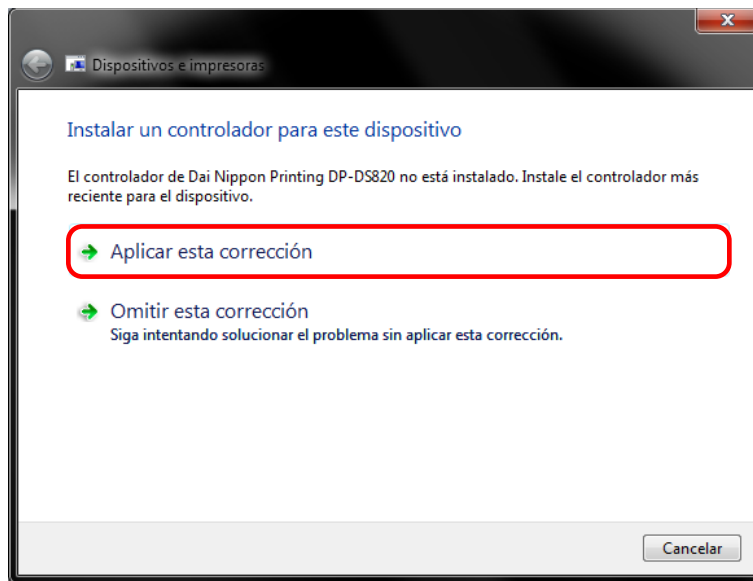 Dispositivos e impresoras
Instalar un controlador para este dispositivo
El controlador de Dai Nippon Printing DP-DS820 no está instalado. Instale el controlador más
reciente para el dispositivo.
Aplicar esta corrección
Omitir esta corrección
Siga intentando solucionar el problema sin aplicar esta corrección.
Cancelar